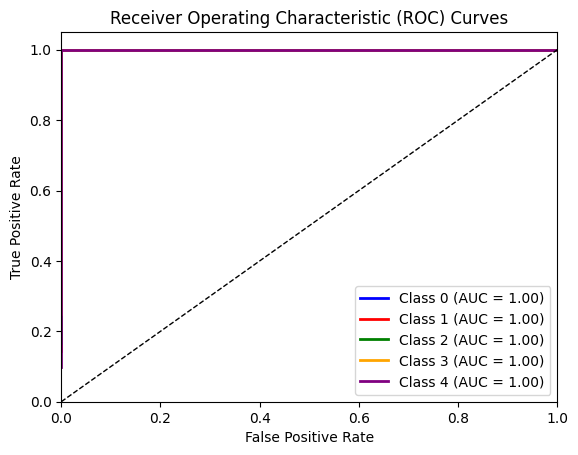 Receiver Operating Characteristic (ROC) Curves
True Positive Rate
1.0
0.8
0.6
0.4
0.2
0.0
Class 0 (AUC = 1.00)
Class 1 (AUC = 1.00)
Class 2 (AUC = 1.00)
Class 3 (AUC = 1.00)
Class 4 (AUC = 1.00)
0.0 0.2 0.4 0.6 0.8 1.0
False Positive Rate